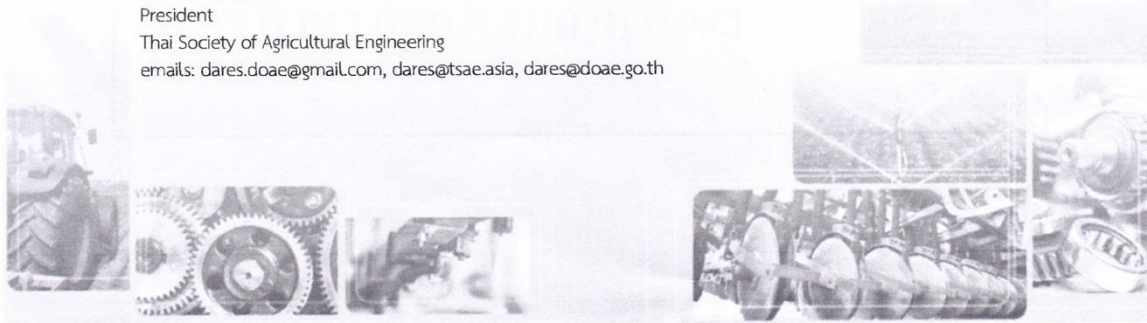 President
Thai Society of Agricultural Engineering
emails: dares.doae@gmail.com, dares@tsae.asia, dares@doae.go.th